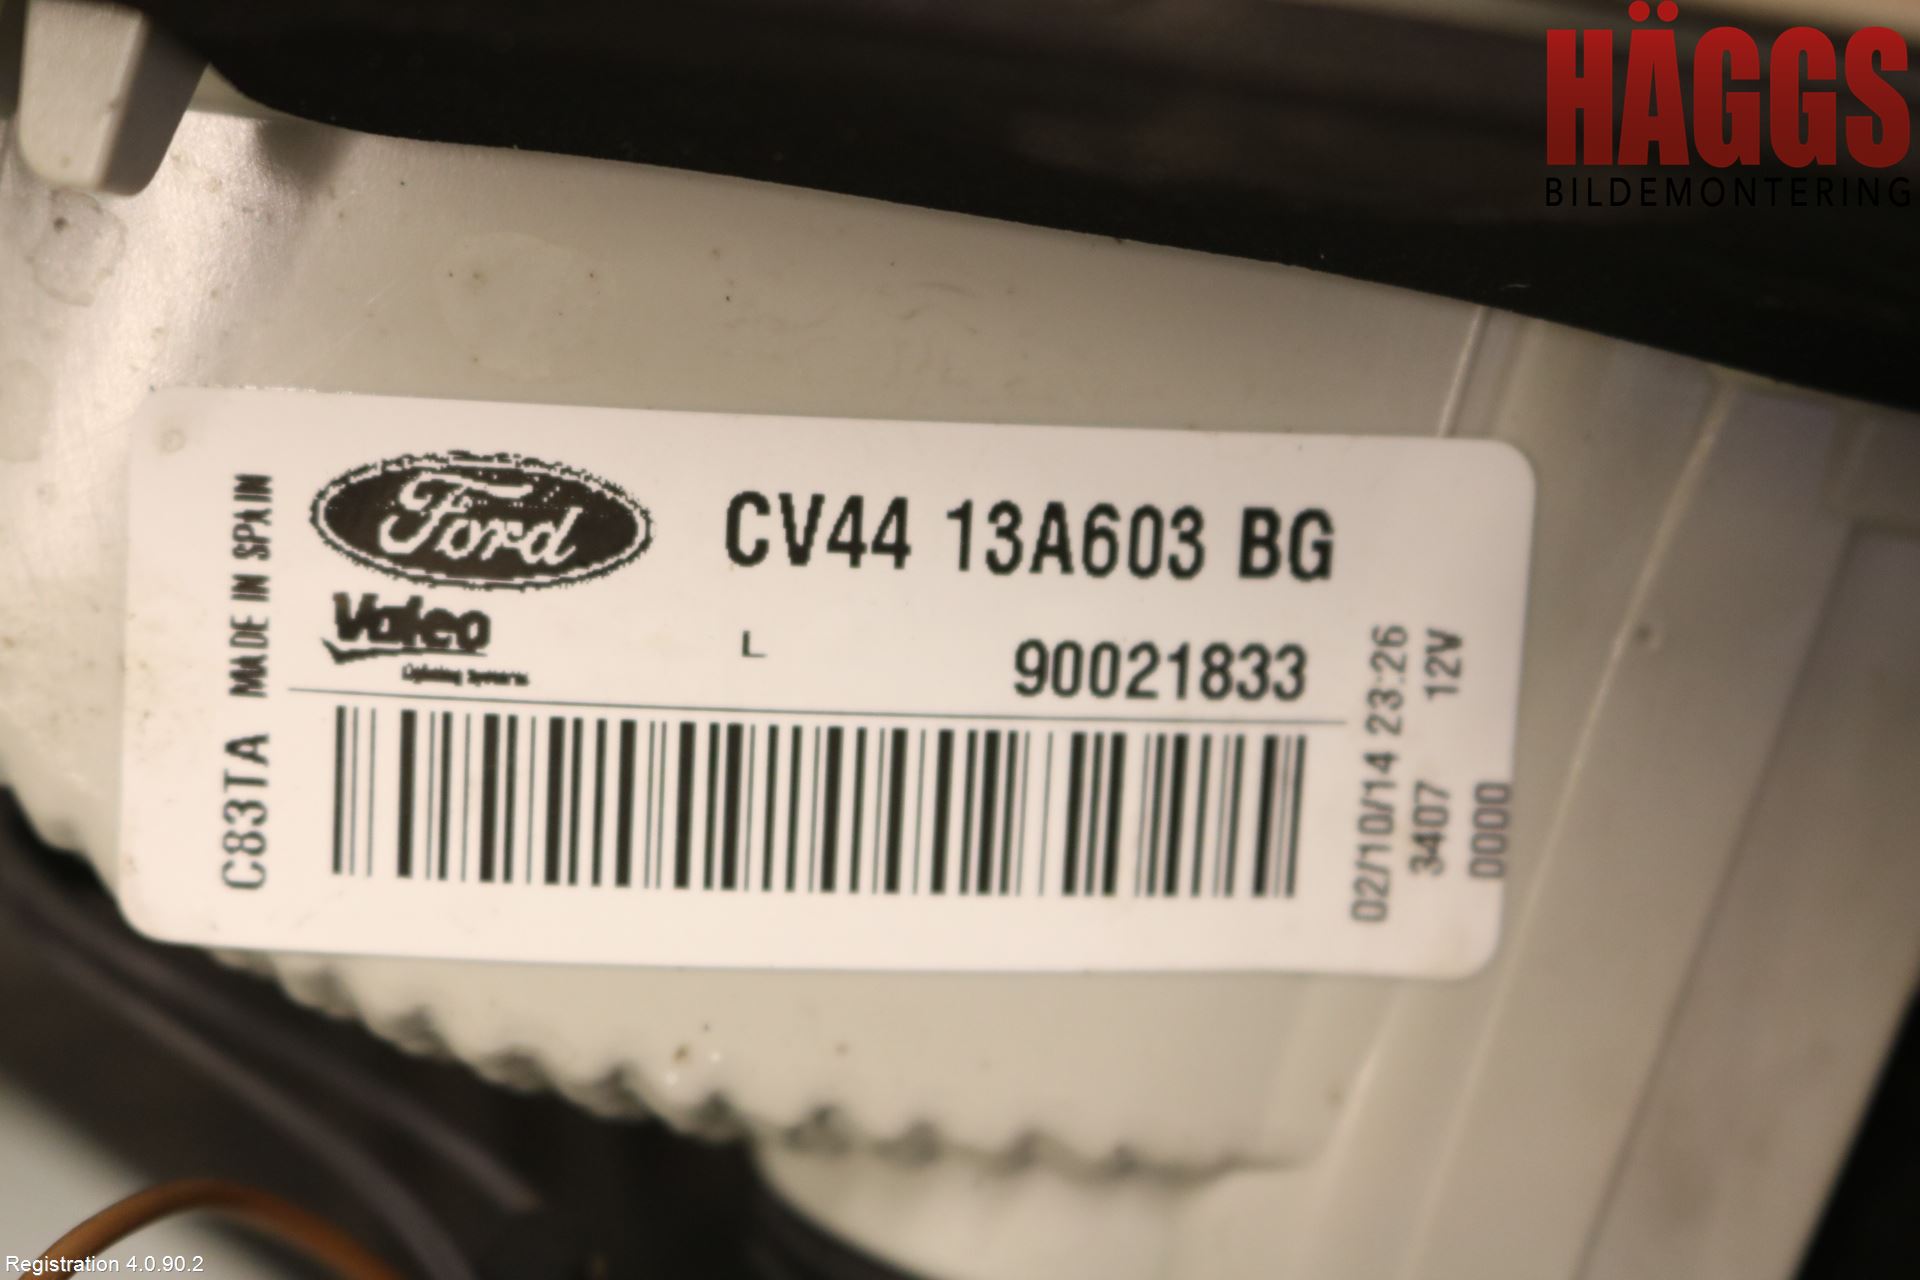 HÄGGS
BILDEMONTERING
Ford
CV44 13A603 BG
Valeo
Lighting Systems
L
90021833
C83TA MADE IN SPAIN
02/10/14 23:26
3407 12V
0000
Registration 4.0.90.2